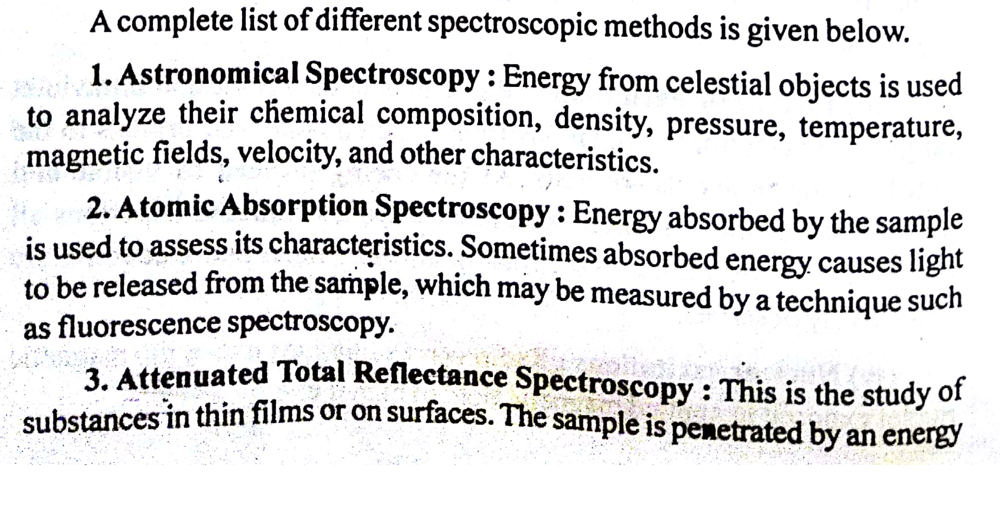 A complete list of different spectroscopic methods is given below.
1. Astronomical Spectroscopy : Energy from celestial objects is used
to analyze their chemical composition, density, pressure, temperature,
magnetic fields, velocity, and other characteristics.
2. Atomic Absorption Spectroscopy : Energy absorbed by the sample
is used to assess its characteristics. Sometimes absorbed energy causes light
to be released from the sample, which may be measured by a technique such
as fluorescence spectroscopy.
3. Attenuated Total Reflectance Spectroscopy : This is the study of
substances in thin films or on surfaces. The sample is penetrated by an energy